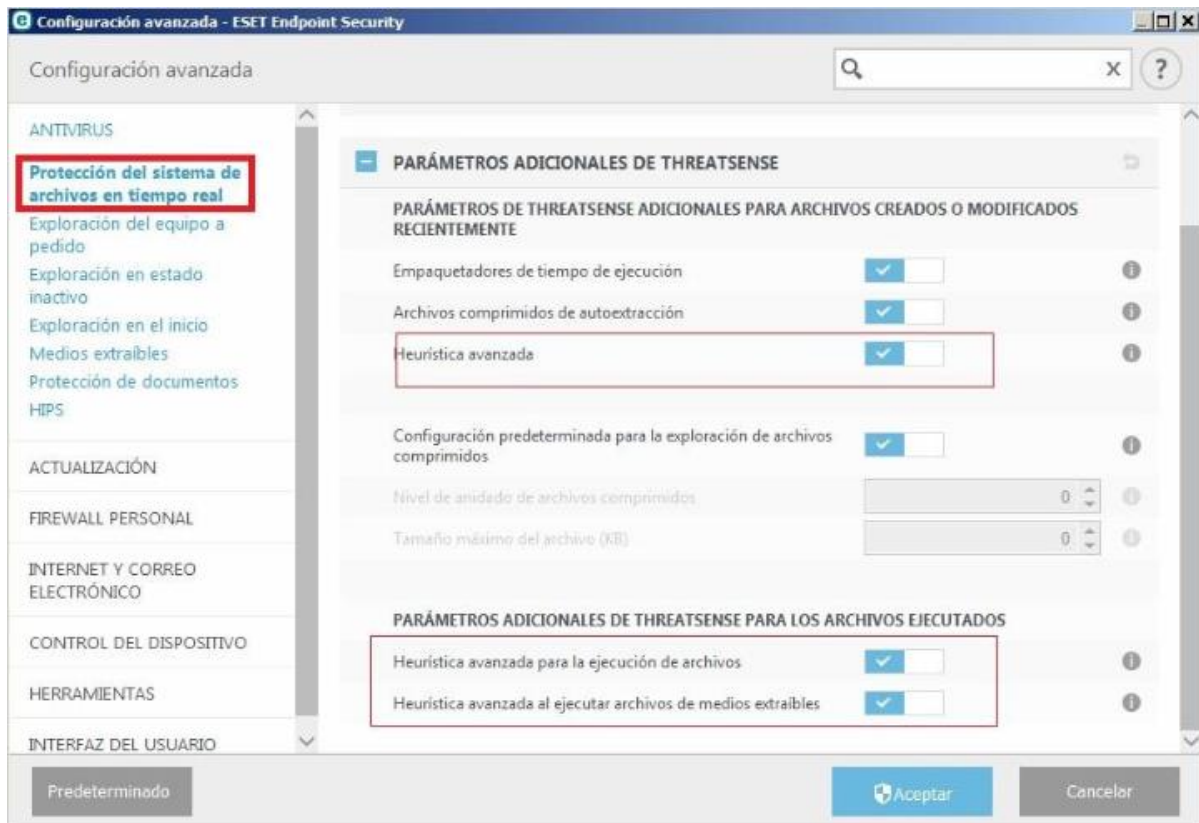 Configuración avanzada - ESET Endpoint Security
Configuración avanzada
?
ANTIVIRUS
Protección del sistema de
archivos en tiempo real
Exploración del equipo a
pedido
Exploración en estado
inactivo
Exploración en el inicio
Medios extraíbles
Protección de documentos
HIPS
ACTUALIZACIÓN
FIREWALL PERSONAL
INTERNET Y CORREO
ELECTRÓNICO
CONTROL DEL DISPOSITIVO
HERRAMIENTAS
INTERFAZ DEL USUARIO
PARÁMETROS ADICIONALES DE THREATSENSE
PARÁMETROS DE THREATSENSE ADICIONALES PARA ARCHIVOS CREADOS O MODIFICADOS
RECIENTEMENTE
Empaquetadores de tiempo de ejecución
Archivos comprimidos de autoextracción
Heurística avanzada
Configuración predeterminada para la exploración de archivos
comprimidos
Nivel de anidado de archivos comprimidos 0
Tamaño máximo del archivo (KB) 0
PARÁMETROS ADICIONALES DE THREATSENSE PARA LOS ARCHIVOS EJECUTADOS
Heurística avanzada para la ejecución de archivos
Heurística avanzada al ejecutar archivos de medios extraíbles
Predeterminado
Aceptar
Cancelar